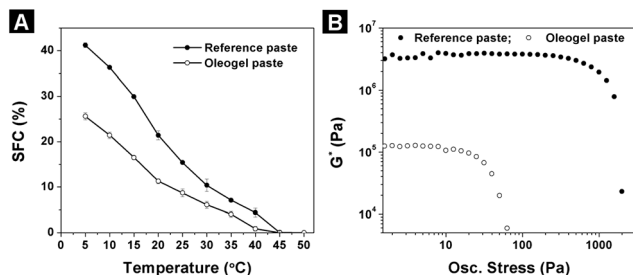 A
Reference paste
Oleogel paste
SFC (%)
40
30
20
10
0
0 5 10 15 20 25 30 35 40 45 50
Temperature (°C)
B
Reference paste; Oleogel paste
G* (Pa)
10^7
10^6
10^5
10^4
10 100 1000
Osc. Stress (Pa)